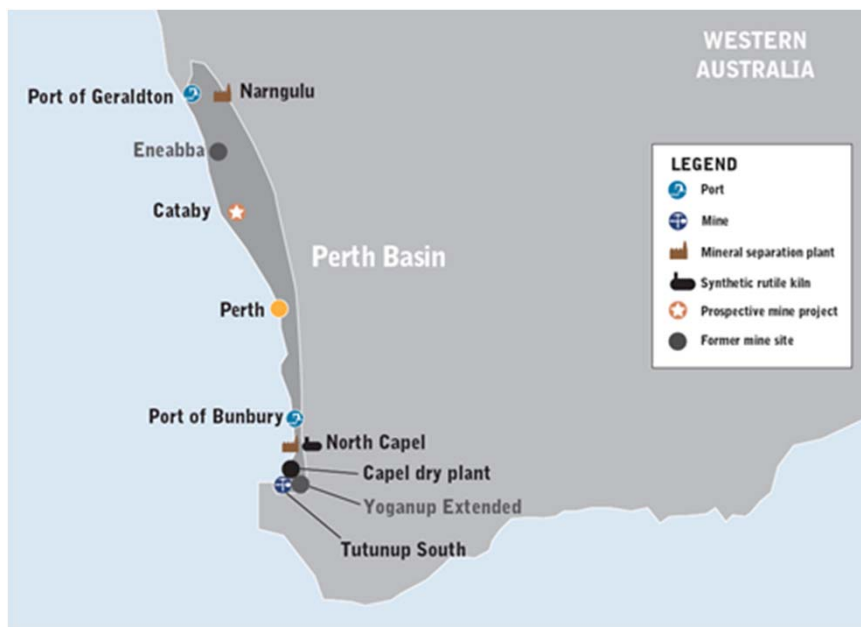 WESTERN
AUSTRALIA
Port of Geraldton
Narngulu
Eneabba
Cataby
Perth Basin
Perth
Port of Bunbury
North Capel
Capel dry plant
Yoganup Extended
Tutunup South
LEGEND
Port
Mine
Mineral separation plant
Synthetic rutile kiln
Prospective mine project
Former mine site